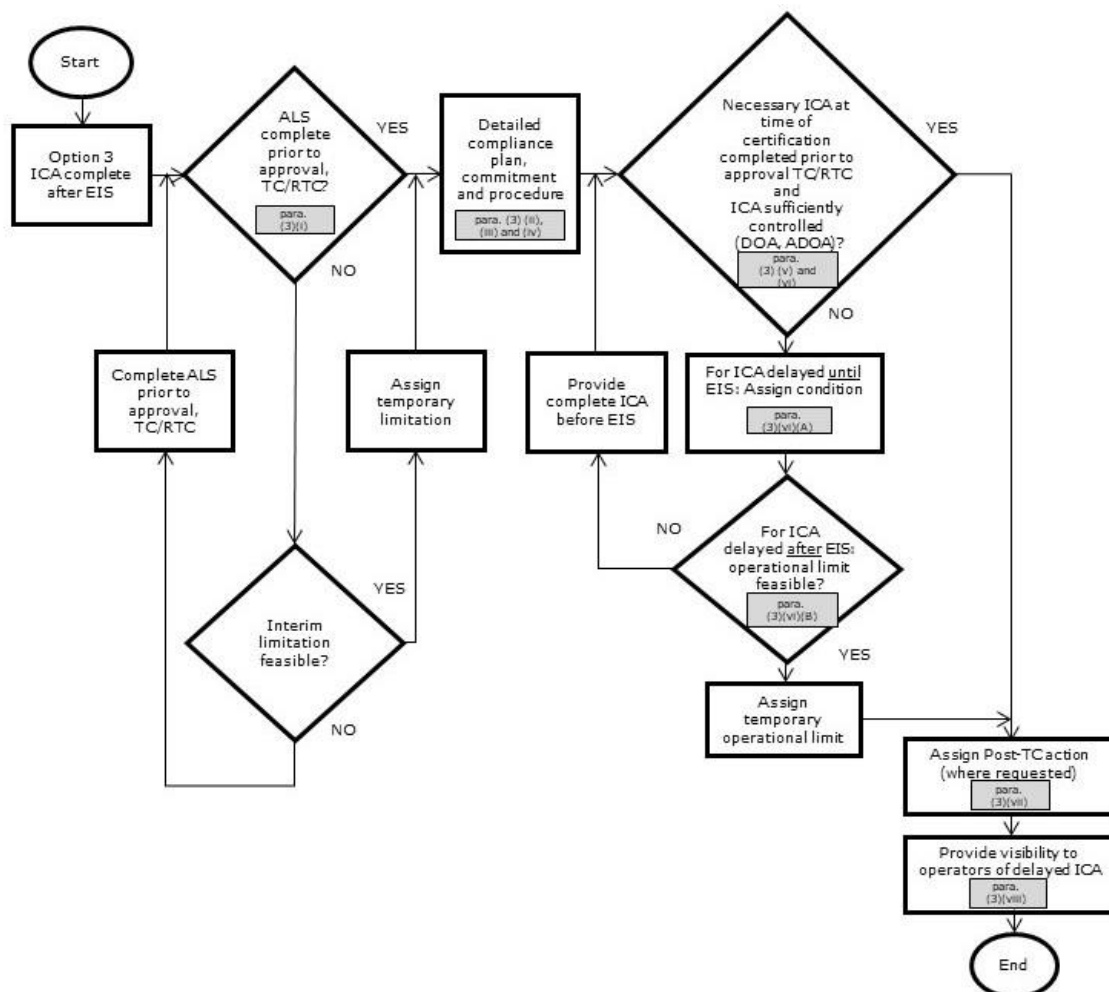 Start
Option 3
ICA complete
after EIS
ALS
complete
prior to
approval,
TC/RTC?
para.
(3)(i)
YES
NO
Complete ALS
prior to
approval,
TC/RTC
Assign
temporary
limitation
Interim
limitation
feasible?
YES
NO
Detailed
compliance
plan,
commitment
and procedure
para. (3) (ii),
(iii) and (iv)
Necessary ICA at
time of
certification
completed prior to
approval TC/RTC
and
ICA sufficiently
controlled
(DOA, ADOA)?
para.
(3) (v) and
(vi)
YES
NO
Provide
complete ICA
before EIS
For ICA delayed until
EIS: Assign condition
para.
(3)(vi)(A)
For ICA
delayed after EIS:
operational limit
feasible?
para.
(3)(vi)(B)
NO
YES
Assign
temporary
operational limit
Assign Post-TC action
(where requested)
para.
(3)(vii)
Provide visibility to
operators of delayed ICA
para.
(3)(viii)
End